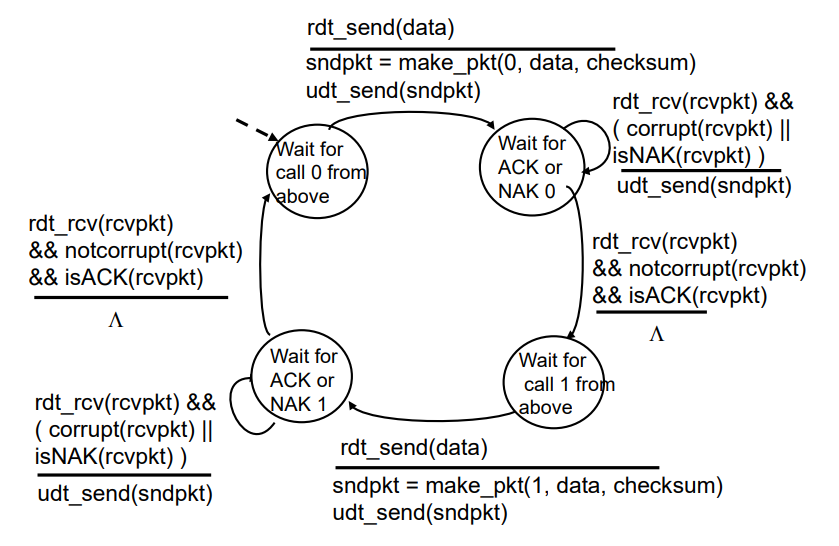 rdt_send(data)
sndpkt = make_pkt(0, data, checksum)
udt_send(sndpkt)
Wait for
call 0 from
above
Wait for
ACK or
NAK 0
rdt_rcv(rcvpkt) &&
( corrupt(rcvpkt) ||
isNAK(rcvpkt) )
udt_send(sndpkt)
rdt_rcv(rcvpkt)
&& notcorrupt(rcvpkt)
&& isACK(rcvpkt)
Λ
rdt_rcv(rcvpkt)
&& notcorrupt(rcvpkt)
&& isACK(rcvpkt)
Λ
Wait for
ACK or
NAK 1
Wait for
call 1 from
above
rdt_rcv(rcvpkt) &&
( corrupt(rcvpkt) ||
isNAK(rcvpkt) )
udt_send(sndpkt)
rdt_send(data)
sndpkt = make_pkt(1, data, checksum)
udt_send(sndpkt)